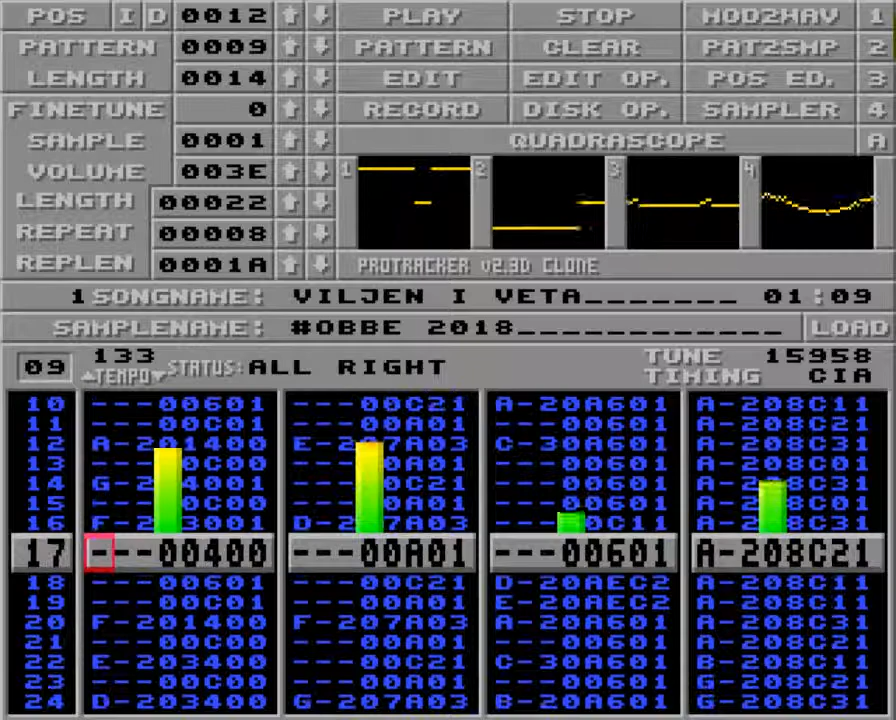 POS I D 0012 PLAY STOP MOD2WAV 1
PATTERN 0009 PATTERN CLEAR PAT2SMP 2
LENGTH 0014 EDIT EDIT OP. POS ED. 3
FINETUNE 0 RECORD DISK OP. SAMPLER 4
SAMPLE 0001 QUADRASCOPE A
VOLUME 003E 1 2 3 4
LENGTH 00022
REPEAT 00008
REPLEN 0001A PROTRACKER V2.3D CLONE
1 SONGNAME: VILJEN I VETA_______ 01:09
SAMPLENAME: #OBBE 2018____________ LOAD
09 133 TEMPO STATUS: ALL RIGHT TUNE 15958
TIMING CIA
10 ---00601 ---00C21 A-20A601 A-208C11
11 ---00C01 ---00A01 ---00601 A-208C21
12 A-201400 E-207A03 C-30A601 A-208C31
13 ---00C00 ---00A01 ---00601 A-208C01
14 G-204001 ---00C21 ---0A601 A-208C31
15 ---00C00 ---00A01 ---00601 A-208C01
16 F-203001 D-207A03 ---00C11 A-208C31
17 ---00400 ---00A01 ---00601 A-208C21
18 ---00601 ---00C21 D-20AEC2 A-208C11
19 ---00C01 ---00A01 E-20AEC2 A-208C11
20 F-201400 F-207A03 A-20A601 A-208C31
21 ---00C00 ---00A01 ---00601 A-208C21
22 E-203400 ---00C21 C-30A601 B-208C11
23 ---00C00 ---00A01 ---00601 G-208C21
24 D-203400 G-207A03 B-20A601 G-208C31